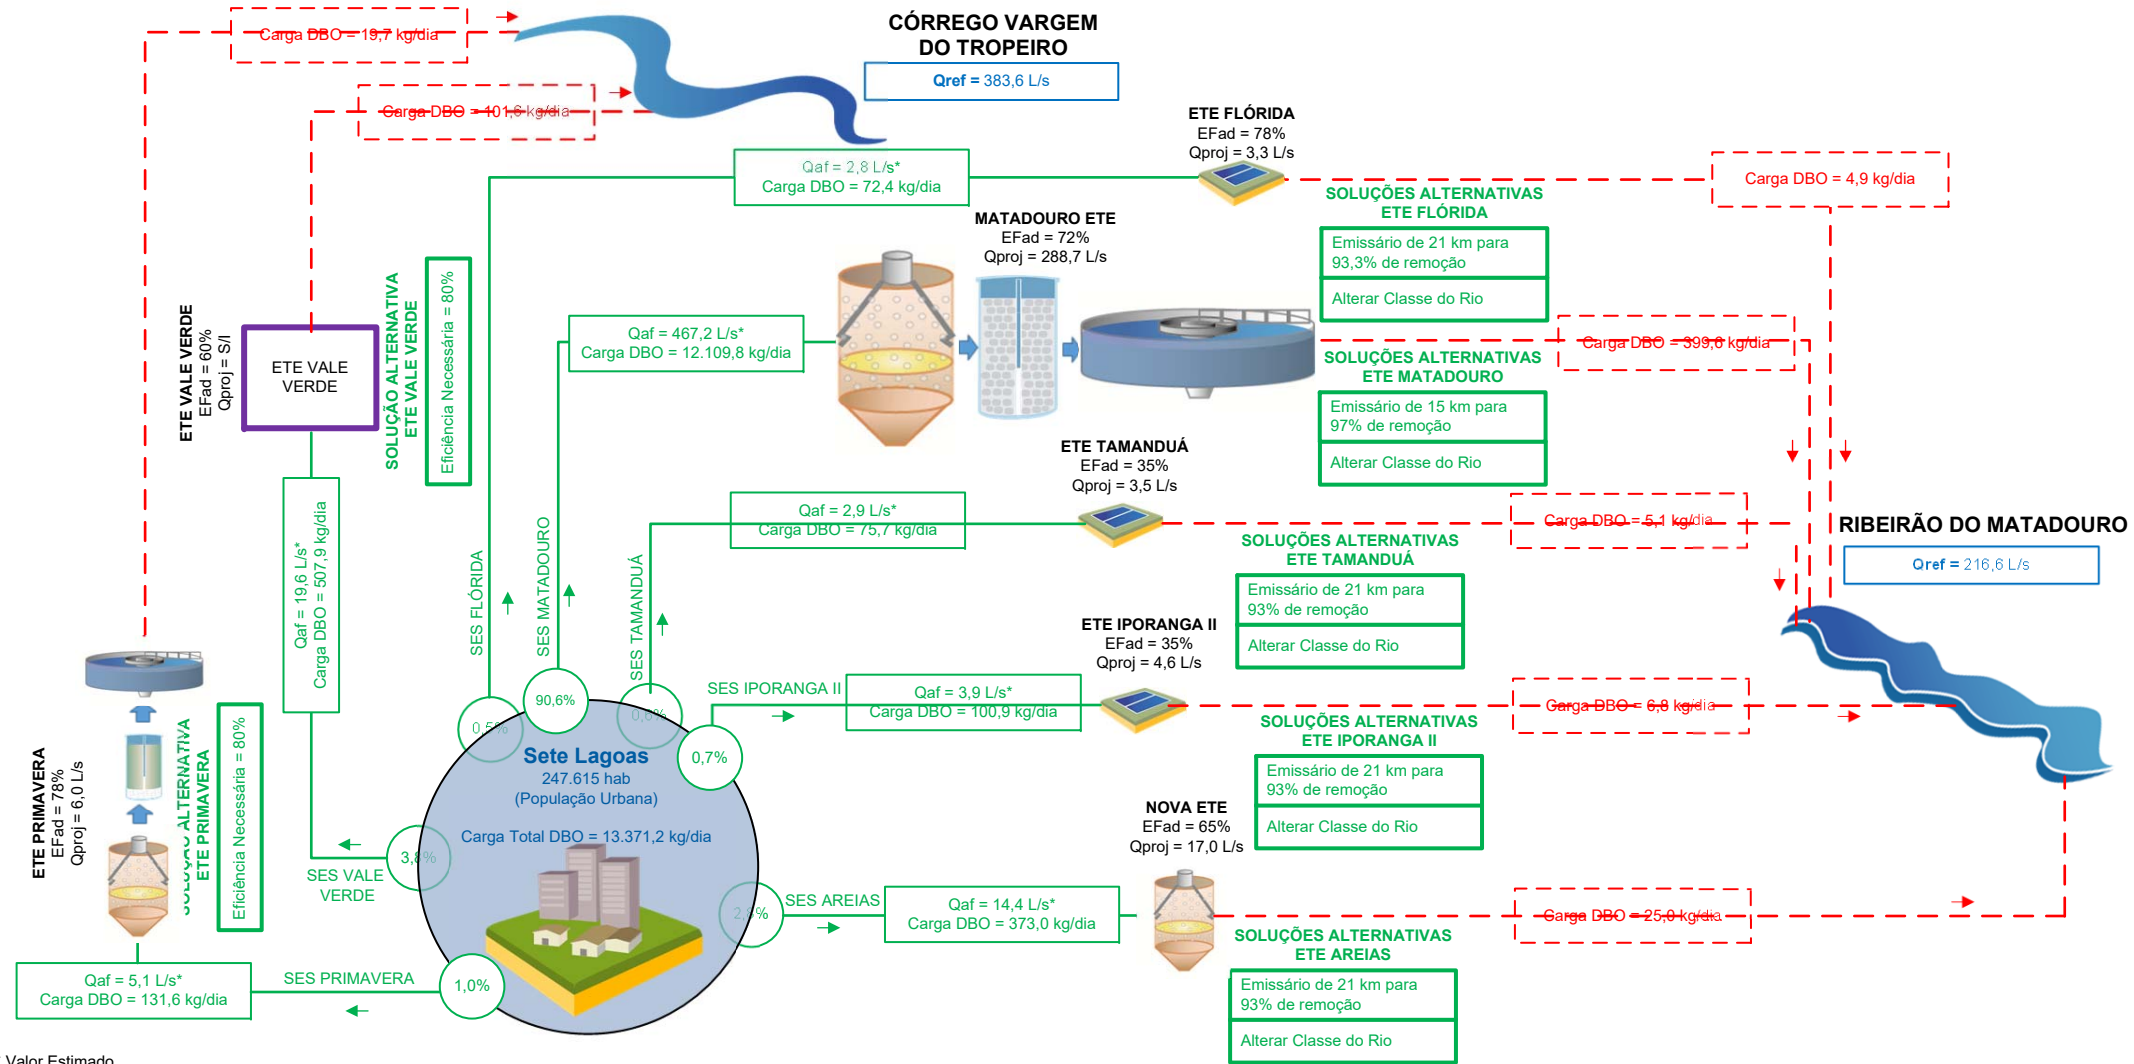 Carga DBO = 19,7 kg/dia
CÓRREGO VARGEM
DO TROPEIRO
Qref = 383,6 L/s
Carga DBO = 101,6 kg/dia
ETE FLÓRIDA
EFad = 78%
Qproj = 3,3 L/s
Qaf = 2,8 L/s*
Carga DBO = 72,4 kg/dia
Carga DBO = 4,9 kg/dia
SOLUÇÕES ALTERNATIVAS
ETE FLÓRIDA
Emissário de 21 km para
93,3% de remoção
Alterar Classe do Rio
MATADOURO ETE
EFad = 72%
Qproj = 288,7 L/s
Qaf = 467,2 L/s*
Carga DBO = 12.109,8 kg/dia
Carga DBO = 399,6 kg/dia
SOLUÇÕES ALTERNATIVAS
ETE MATADOURO
Emissário de 15 km para
97% de remoção
Alterar Classe do Rio
ETE VALE VERDE
EFad = 60%
Qproj = S/I
ETE VALE
VERDE
SOLUÇÃO ALTERNATIVA
ETE VALE VERDE
Eficiência Necessária = 80%
Qaf = 19,6 L/s*
Carga DBO = 507,9 kg/dia
ETE TAMANDUÁ
EFad = 35%
Qproj = 3,5 L/s
Qaf = 2,9 L/s*
Carga DBO = 75,7 kg/dia
Carga DBO = 5,1 kg/dia
SOLUÇÕES ALTERNATIVAS
ETE TAMANDUÁ
Emissário de 21 km para
93% de remoção
Alterar Classe do Rio
RIBEIRÃO DO MATADOURO
Qref = 216,6 L/s
SES FLÓRIDA
SES MATADOURO
SES TAMANDUÁ
ETE IPORANGA II
EFad = 35%
Qproj = 4,6 L/s
SES IPORANGA II
Qaf = 3,9 L/s*
Carga DBO = 100,9 kg/dia
Carga DBO = 6,8 kg/dia
SOLUÇÕES ALTERNATIVAS
ETE IPORANGA II
Emissário de 21 km para
93% de remoção
Alterar Classe do Rio
0,5%
90,6%
0,7%
Sete Lagoas
247.615 hab
(População Urbana)
Carga Total DBO = 13.371,2 kg/dia
ETE PRIMAVERA
EFad = 78%
Qproj = 6,0 L/s
SOLUÇÃO ALTERNATIVA
ETE PRIMAVERA
Eficiência Necessária = 80%
3,8%
SES VALE
VERDE
NOVA ETE
EFad = 65%
Qproj = 17,0 L/s
2,8%
SES AREIAS
Qaf = 14,4 L/s*
Carga DBO = 373,0 kg/dia
Carga DBO = 25,0 kg/dia
SOLUÇÕES ALTERNATIVAS
ETE AREIAS
Emissário de 21 km para
93% de remoção
Alterar Classe do Rio
Qaf = 5,1 L/s*
Carga DBO = 131,6 kg/dia
SES PRIMAVERA
1,0%
Valor Estimado